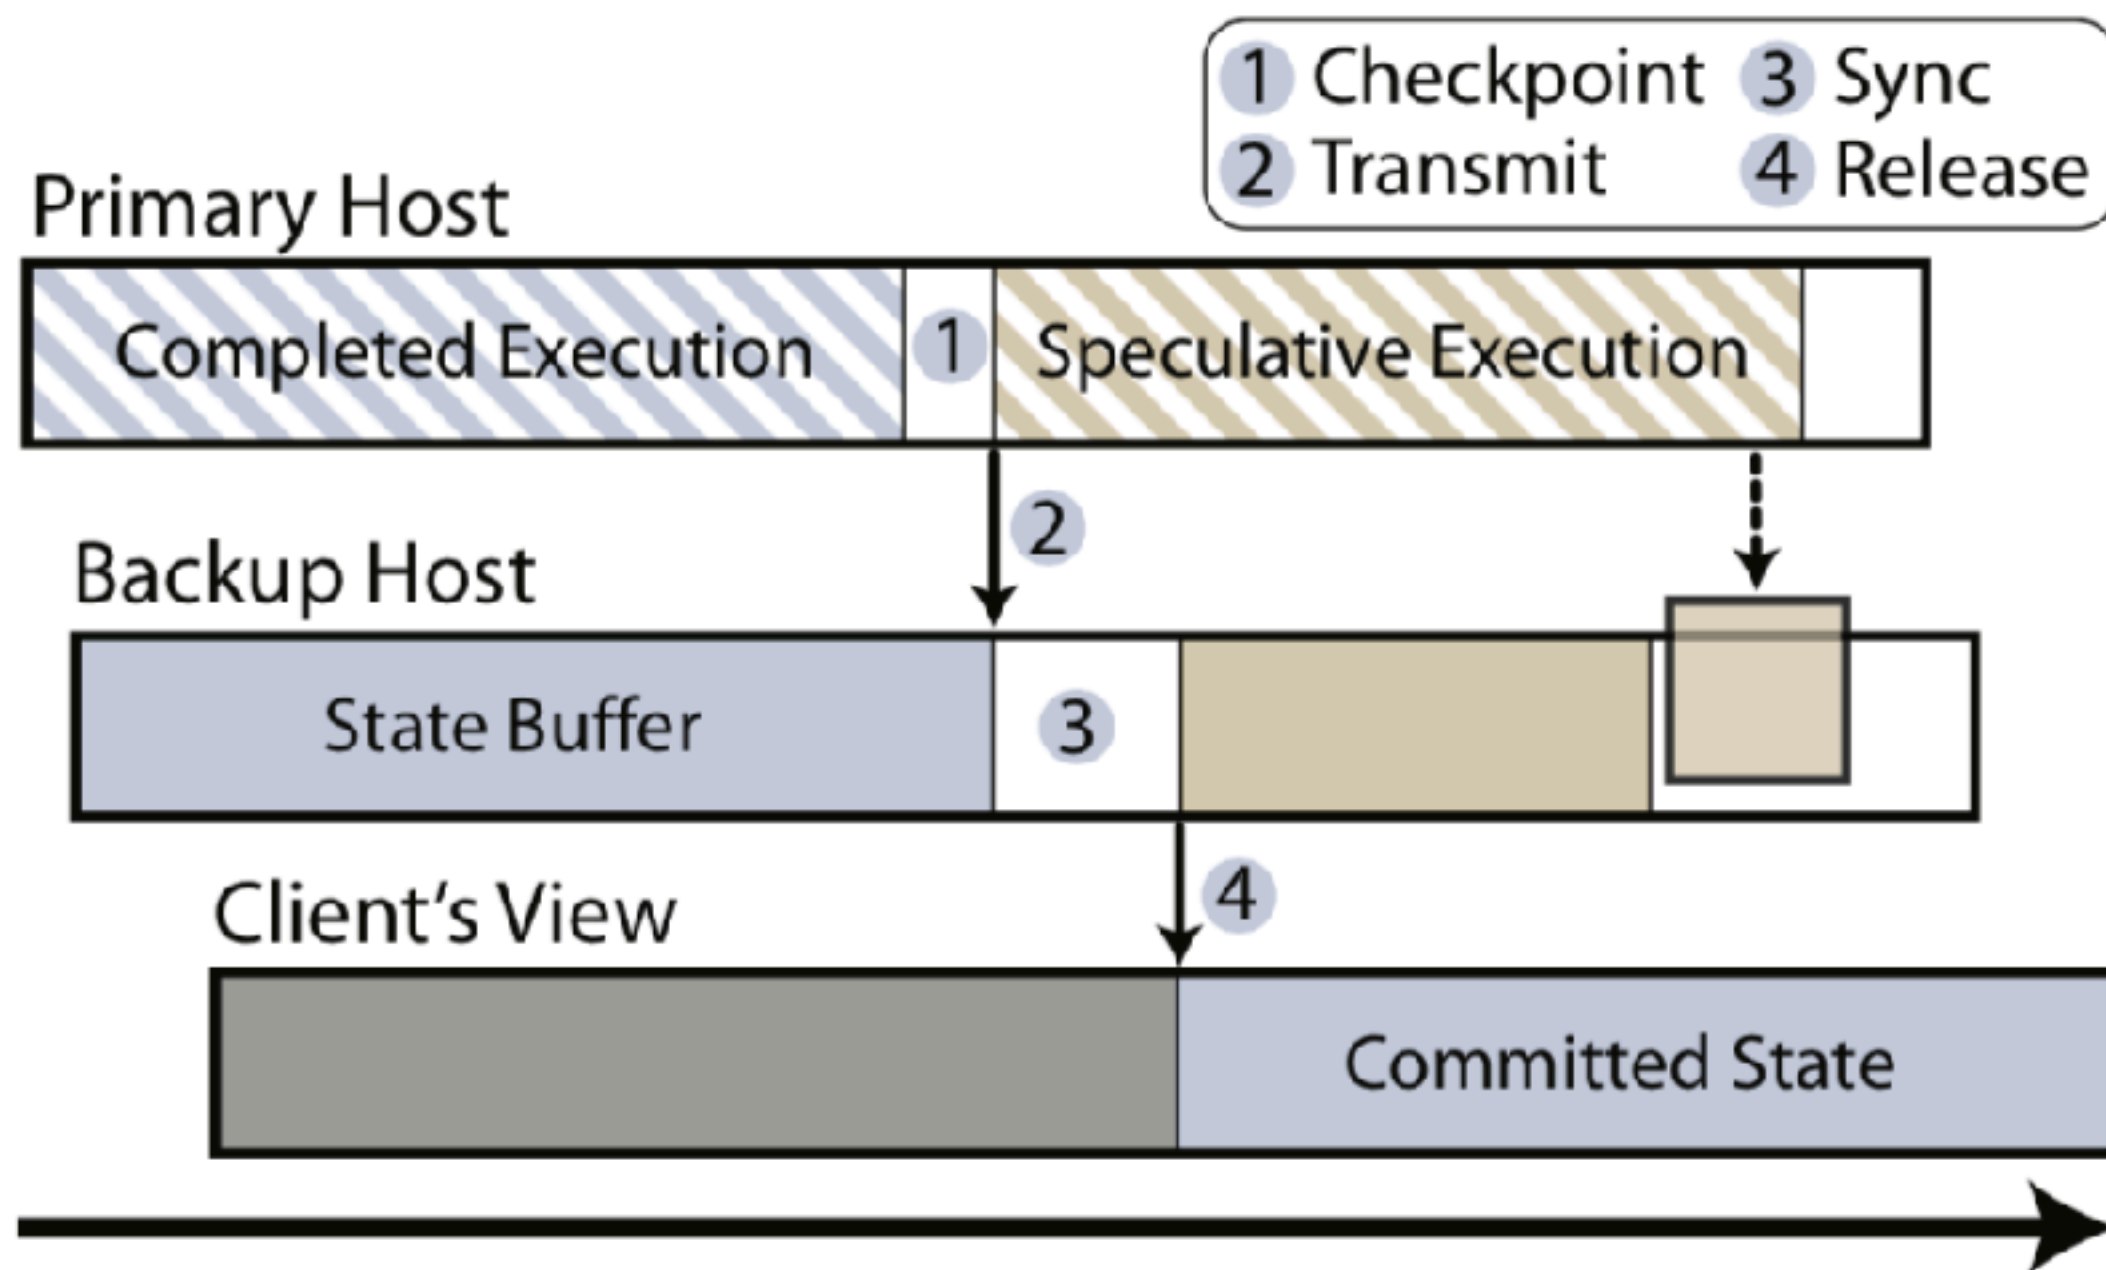 1 Checkpoint 3 Sync
2 Transmit 4 Release
Primary Host
Completed Execution 1 Speculative Execution
2
Backup Host
State Buffer 3
4
Client's View
Committed State